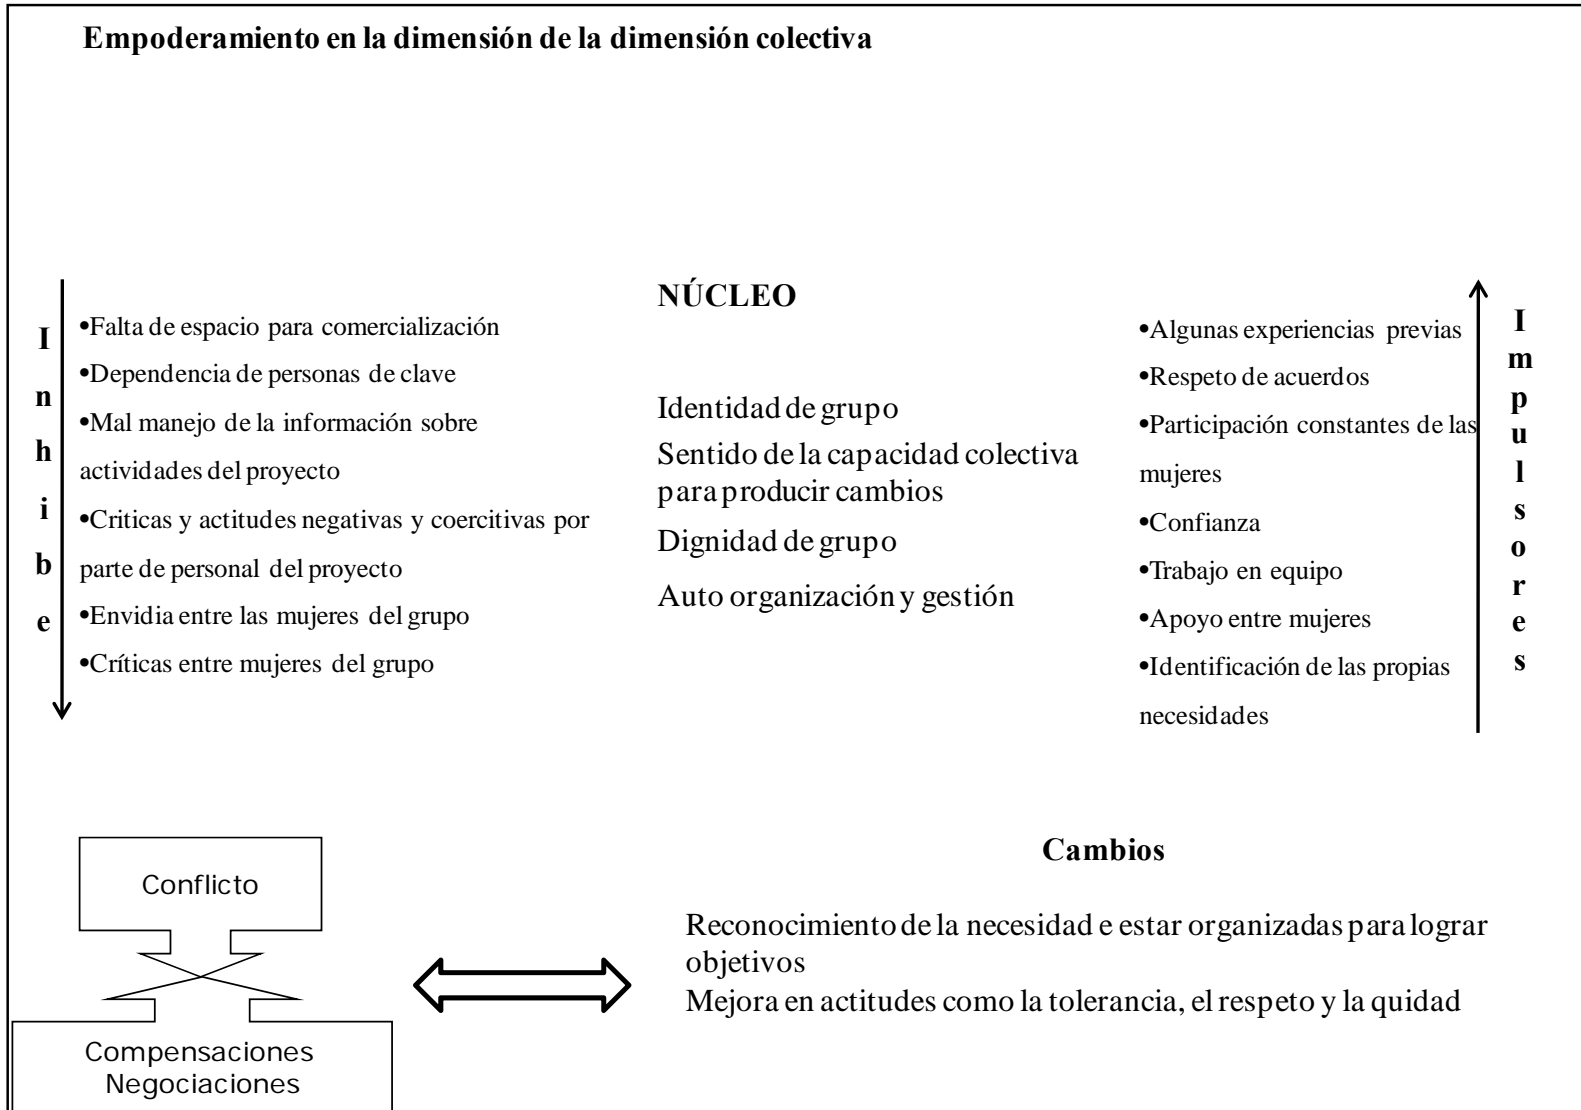 Empoderamiento en la dimensión de la dimensión colectiva
Inhibe
•Falta de espacio para comercialización
•Dependencia de personas de clave
•Mal manejo de la información sobre
actividades del proyecto
•Criticas y actitudes negativas y coercitivas por
parte de personal del proyecto
•Envidia entre las mujeres del grupo
•Críticas entre mujeres del grupo
NÚCLEO
Identidad de grupo
Sentido de la capacidad colectiva
para producir cambios
Dignidad de grupo
Auto organización y gestión
•Algunas experiencias previas
•Respeto de acuerdos
•Participación constantes de las
mujeres
•Confianza
•Trabajo en equipo
•Apoyo entre mujeres
•Identificación de las propias
necesidades
Impulsores
Conflicto
Compensaciones
Negociaciones
Cambios
Reconocimiento de la necesidad e estar organizadas para lograr
objetivos
Mejora en actitudes como la tolerancia, el respeto y la quidad